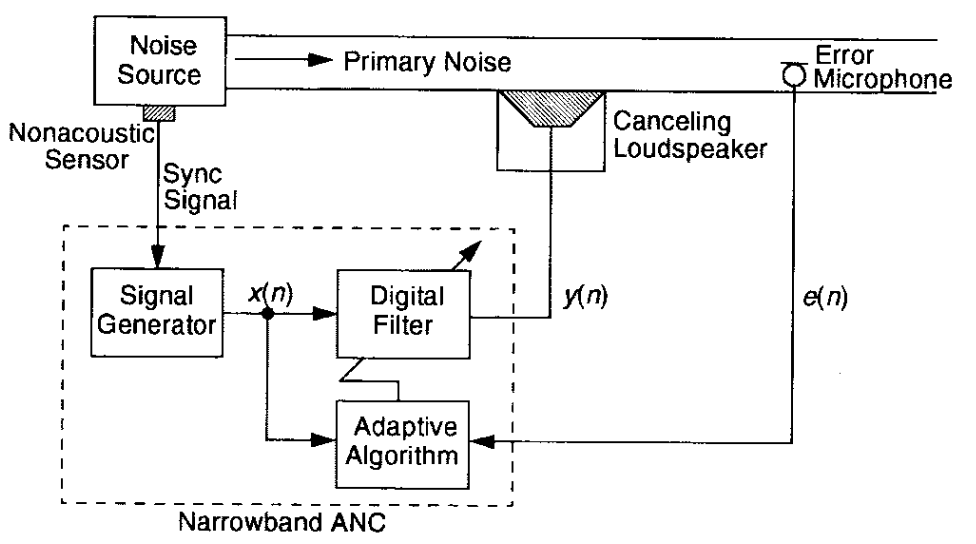 Noise
Source
Primary Noise
Error
Microphone
Nonacoustic
Sensor
Canceling
Loudspeaker
Sync
Signal
Signal
Generator
x(n)
Digital
Filter
y(n)
e(n)
Adaptive
Algorithm
Narrowband ANC